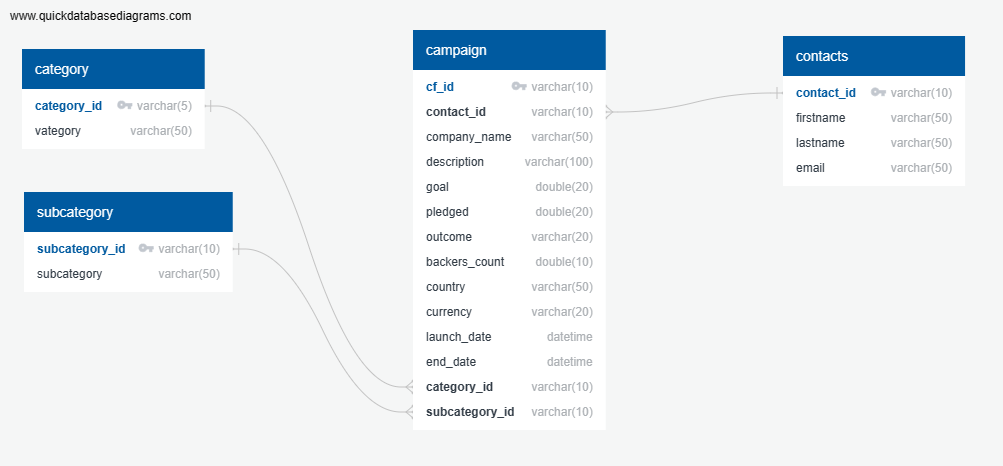 www.quickdatabasediagrams.com
category
category_id varchar(5)
vategory varchar(50)
subcategory
subcategory_id varchar(10)
subcategory varchar(50)
campaign
cf_id varchar(10)
contact_id varchar(10)
company_name varchar(50)
description varchar(100)
goal double(20)
pledged double(20)
outcome varchar(20)
backers_count double(10)
country varchar(50)
currency varchar(20)
launch_date datetime
end_date datetime
category_id varchar(10)
subcategory_id varchar(10)
contacts
contact_id varchar(10)
firstname varchar(50)
lastname varchar(50)
email varchar(50)